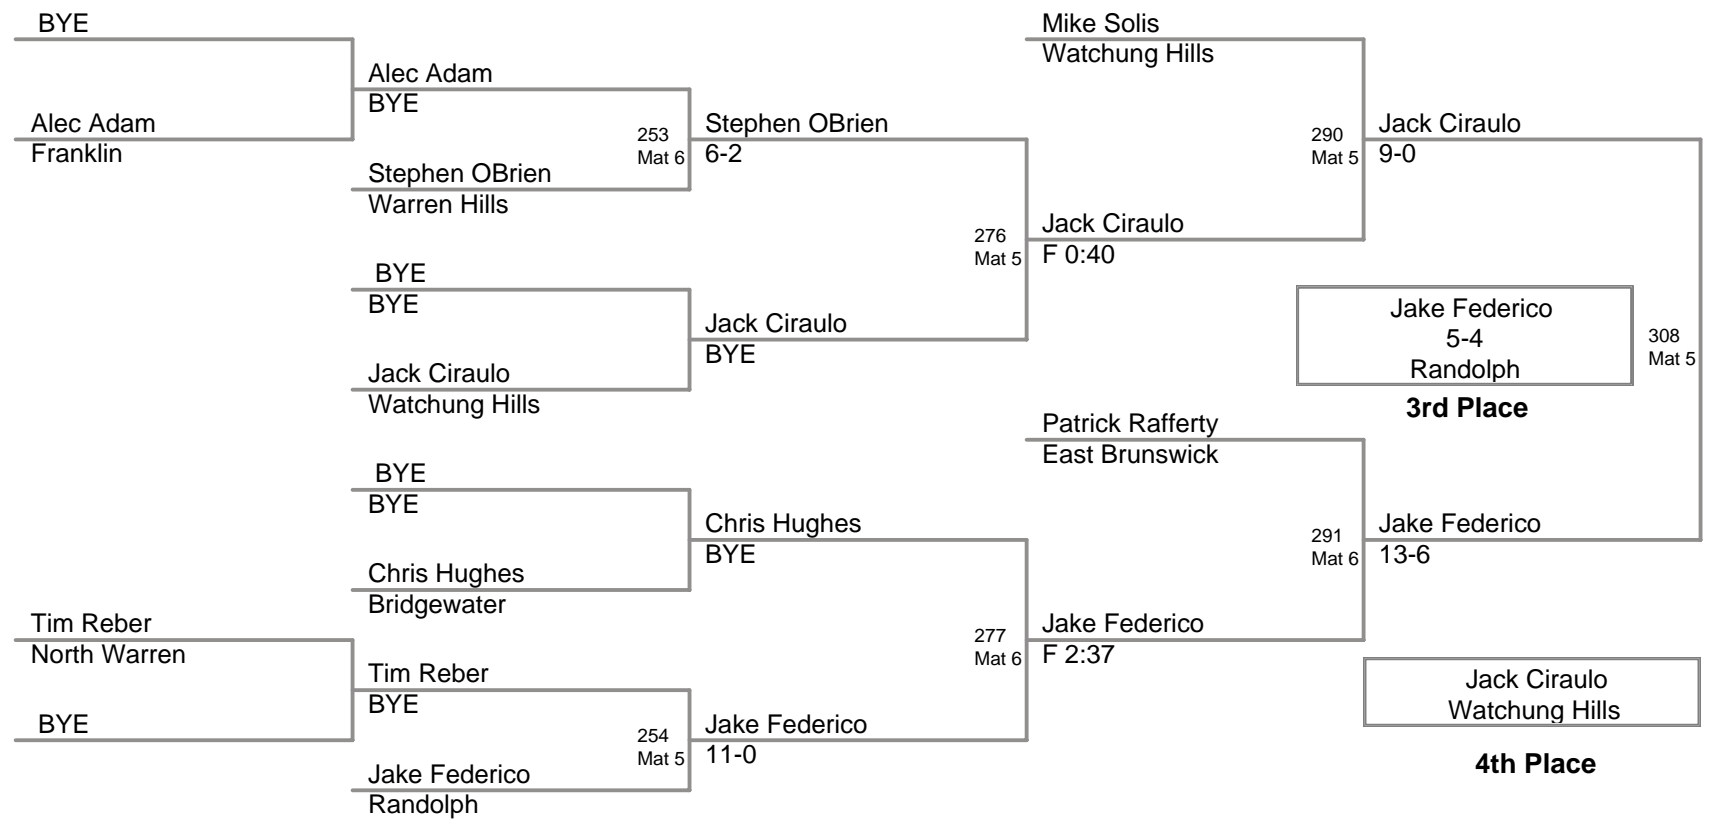 BYE
Alec Adam
Franklin
Alec Adam
BYE
Stephen OBrien
Warren Hills
253
Mat 6
Stephen OBrien
6-2
BYE
BYE
Jack Ciraulo
Watchung Hills
Jack Ciraulo
BYE
276
Mat 5
Jack Ciraulo
F 0:40
Mike Solis
Watchung Hills
290
Mat 5
Jack Ciraulo
9-0
BYE
BYE
Chris Hughes
Bridgewater
Chris Hughes
BYE
Tim Reber
North Warren
BYE
Tim Reber
BYE
Jake Federico
Randolph
254
Mat 5
Jake Federico
11-0
277
Mat 6
Jake Federico
F 2:37
Patrick Rafferty
East Brunswick
291
Mat 6
Jake Federico
13-6
308
Mat 5
Jake Federico
5-4
Randolph
3rd Place
Jack Ciraulo
Watchung Hills
4th Place